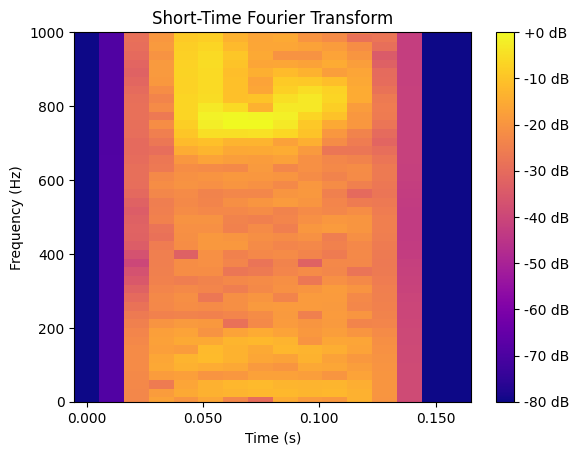 Short-Time Fourier Transform
1000
800
600
400
200
0
Frequency (Hz)
0.000
0.050
0.100
0.150
Time (s)
+0 dB
-10 dB
-20 dB
-30 dB
-40 dB
-50 dB
-60 dB
-70 dB
-80 dB